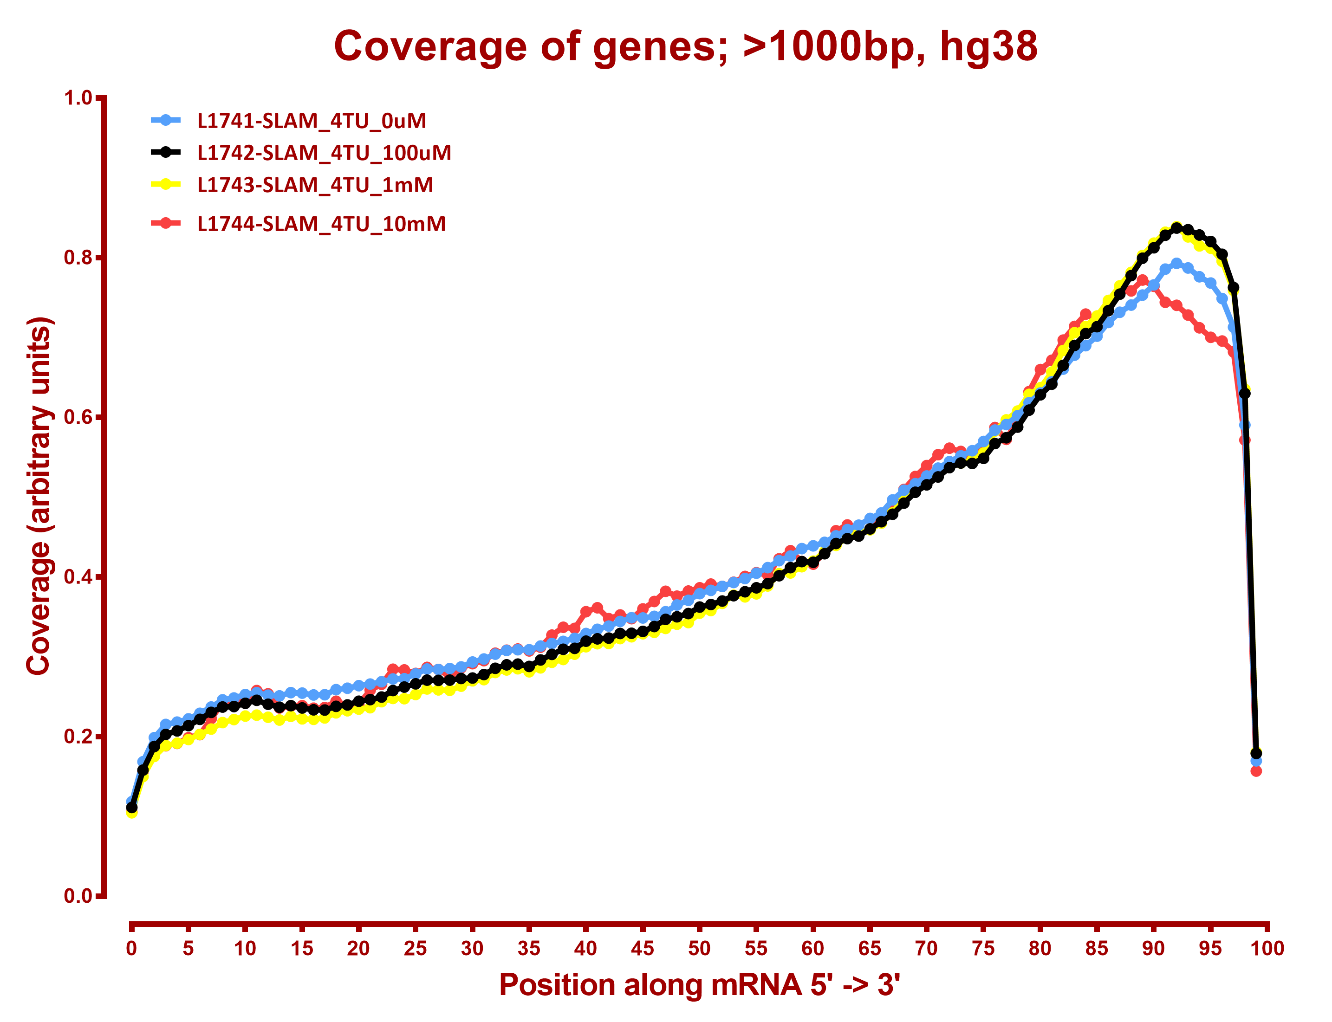 Coverage of genes; >1000bp, hg38
L1741-SLAM_4TU_0uM
L1742-SLAM_4TU_100uM
L1743-SLAM_4TU_1mM
L1744-SLAM_4TU_10mM
Coverage (arbitrary units)
1.0
0.8
0.6
0.4
0.2
0.0
0 5 10 15 20 25 30 35 40 45 50 55 60 65 70 75 80 85 90 95 100
Position along mRNA 5' -> 3'